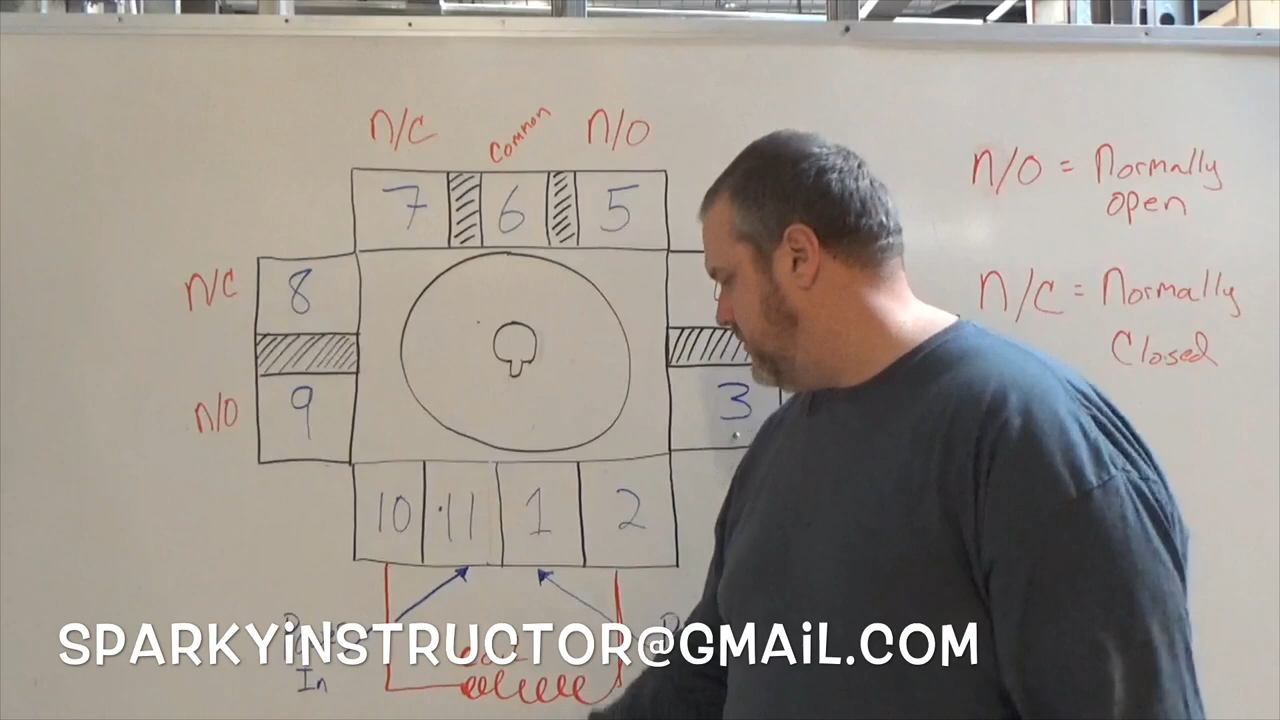 n/c common n/o
n/o = normally
open
7 6 5
n/c 8
n/c = normally
closed
n/o 9 3
10 11 1 2
SPARKYiNSTRUCTOR@GMAiL.COM
In